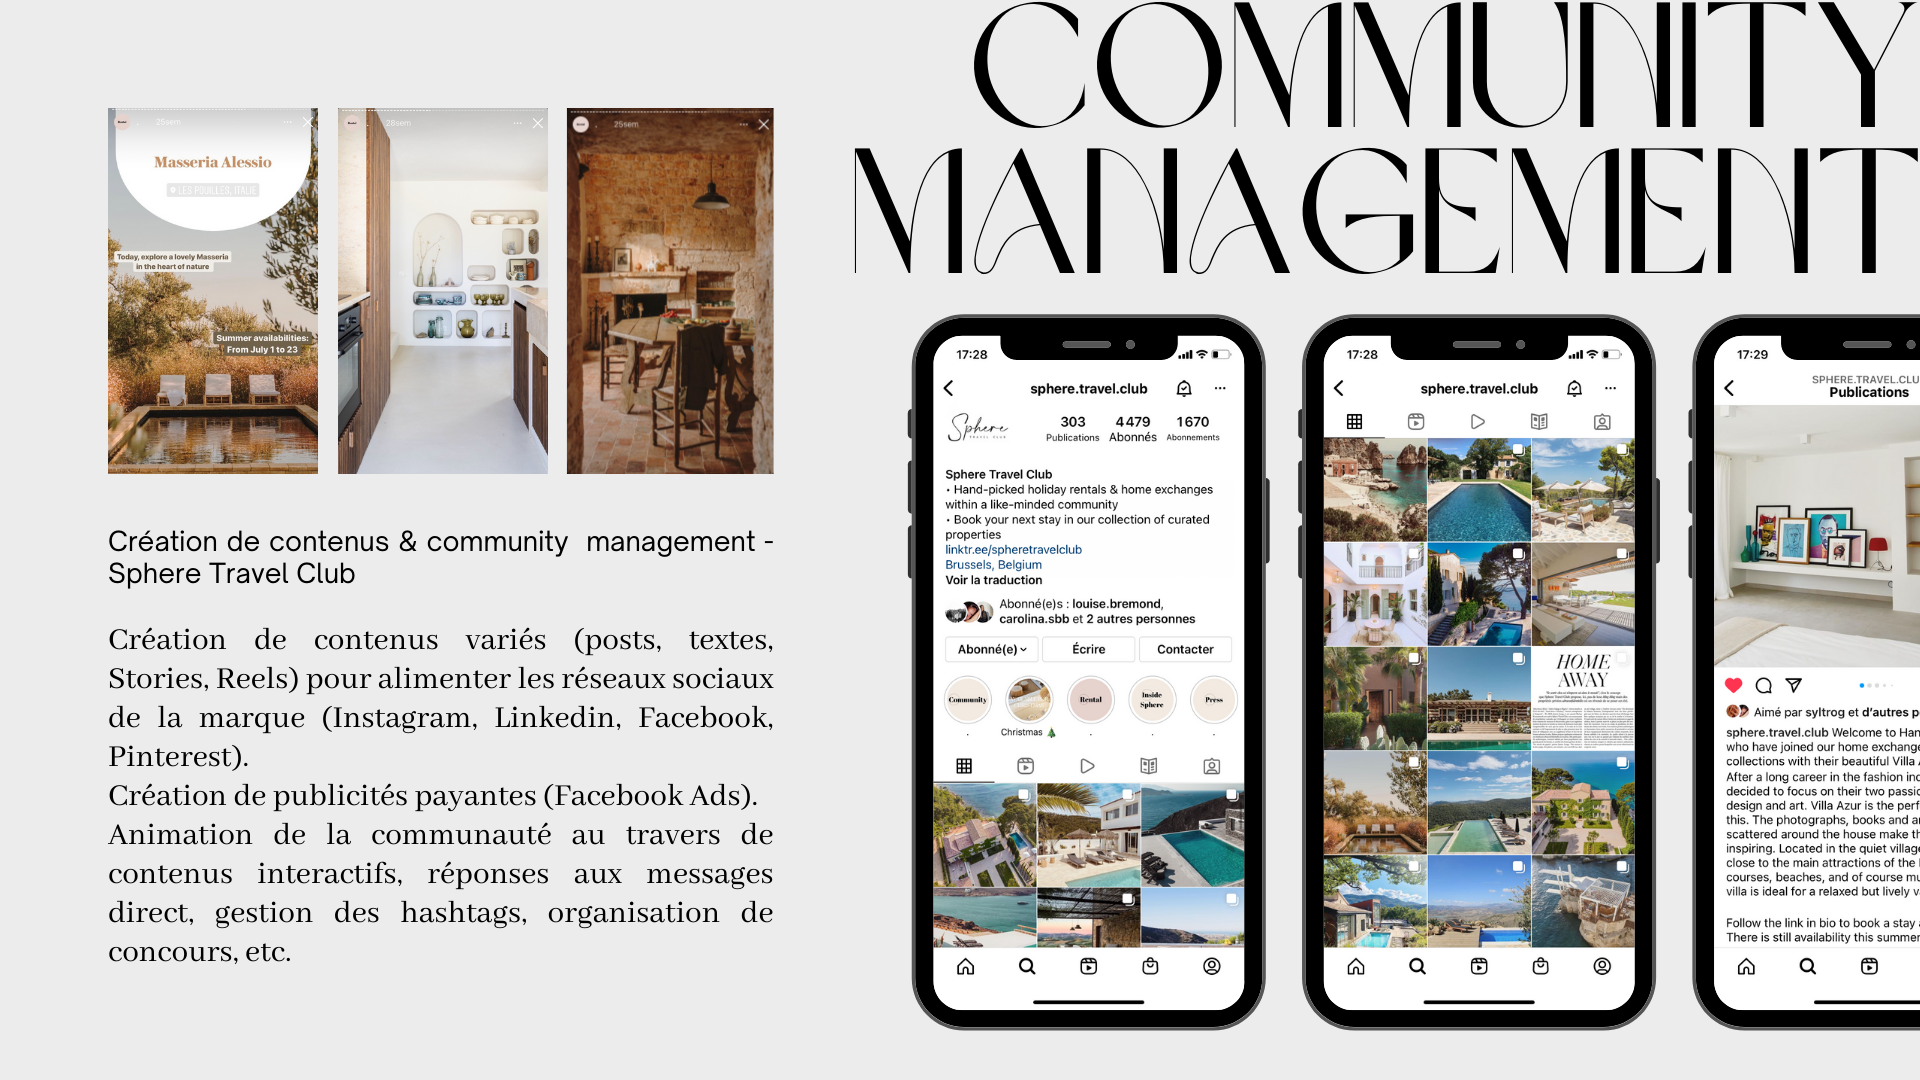 COMMUNITY
MANAGEMENT
25sem
Masseria Alessio
LES POUILLES, ITALIE
Today, explore a lovely Masseria
in the heart of nature
Summer availabilities:
From July 1 to 23
26sem
25sem
Création de contenus & community management -
Sphere Travel Club
Création de contenus variés (posts, textes,
Stories, Reels) pour alimenter les réseaux sociaux
de la marque (Instagram, Linkedin, Facebook,
Pinterest).
Création de publicités payantes (Facebook Ads).
Animation de la communauté au travers de
contenus interactifs, réponses aux messages
direct, gestion des hashtags, organisation de
concours, etc.
17:28
sphere.travel.club
Sphere
TRAVEL CLUB
303 4 479 1 670
Publications Abonnés Abonnements
Sphere Travel Club
• Hand-picked holiday rentals & home exchanges
within a like-minded community
• Book your next stay in our collection of curated
properties
linktr.ee/spheretravelclub
Brussels, Belgium
Voir la traduction
Abonné(e)s : louise.bremond,
carolina.sbb et 2 autres personnes
Abonné(e) Écrire Contacter
Community Rental Inside Sphere Press
Christmas 🎄
17:28
sphere.travel.club
HOME
AWAY
17:29
SPHERE.TRAVEL.CLU
Publications
Aimé par syltrog et d'autres p
sphere.travel.club Welcome to Han
who have joined our home exchange
collections with their beautiful Villa A
After a long career in the fashion ind
decided to focus on their two passio
design and art. Villa Azur is the perf
this. The photographs, books and ar
scattered around the house make th
inspiring. Located in the quiet village
close to the main attractions of the
courses, beaches, and of course mu
villa is ideal for a relaxed but lively v
Follow the link in bio to book a stay a
There is still availability this summer